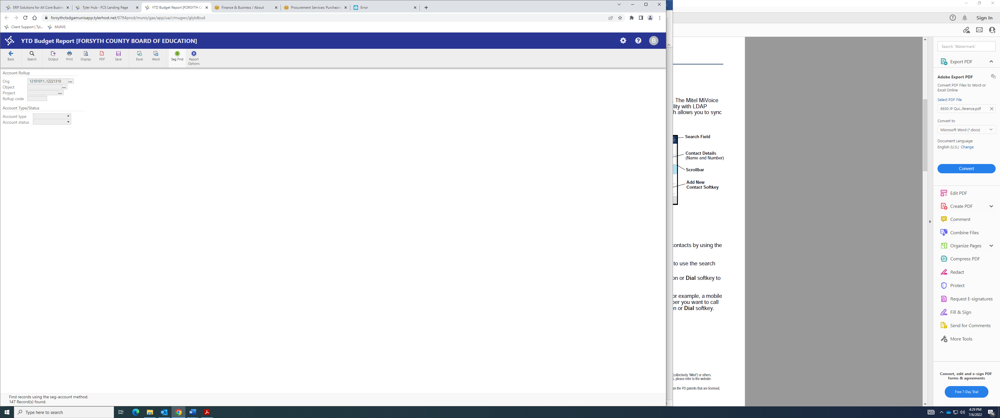 ERP Solutions for All Core Busine
Tyler Hub - FCS Landing Page
YTD Budget Report [FORSYTH CO
Finance & Business / About
Procurement Services: Purchasing
Error
forsythctsdgamunisapp.tylerhost.net/0784prod/munis/gas/app/ua/r/mugwc/glytdbud
Client Support | Tyl...
MUNIS
YTD Budget Report [FORSYTH COUNTY BOARD OF EDUCATION]
B
Back
Search
Output
Print
Display
PDF
Save
Excel
Word
S
Seg Find
R
Report
Options
Account Rollup
Org 12101011..12221310 ...
Object ...
Project ...
Rollup code
Account Type/Status
Account type
Account status
Find records using the seg-account method.
147 Record(s) found.
. The Mitel MiVoice
lity with LDAP
h allows you to sync
Search Field
Contact Details
(Name and Number)
Scrollbar
Add New
Contact Softkey
contacts by using the
to use the search
on or Dial softkey to
or example, a mobile
ber you want to call
n or Dial softkey.
(collectively "Mitel") or others.
s, please refer to the website:
on the PD patents that are licensed,
Sign In
Search 'Watermark'
Export PDF
Adobe Export PDF
Convert PDF Files to Word or
Excel Online
Select PDF File
6930 IP Qui...ference.pdf
Convert to
Microsoft Word (*.docx)
Document Language:
English (U.S.) Change
Convert
Edit PDF
Create PDF
Comment
Combine Files
Organize Pages
Compress PDF
Redact
Protect
Request E-signatures
Fill & Sign
Send for Comments
More Tools
Convert, edit and e-sign PDF
forms & agreements
Free 7-Day Trial
Type here to search
4:29 PM
7/6/2022
16